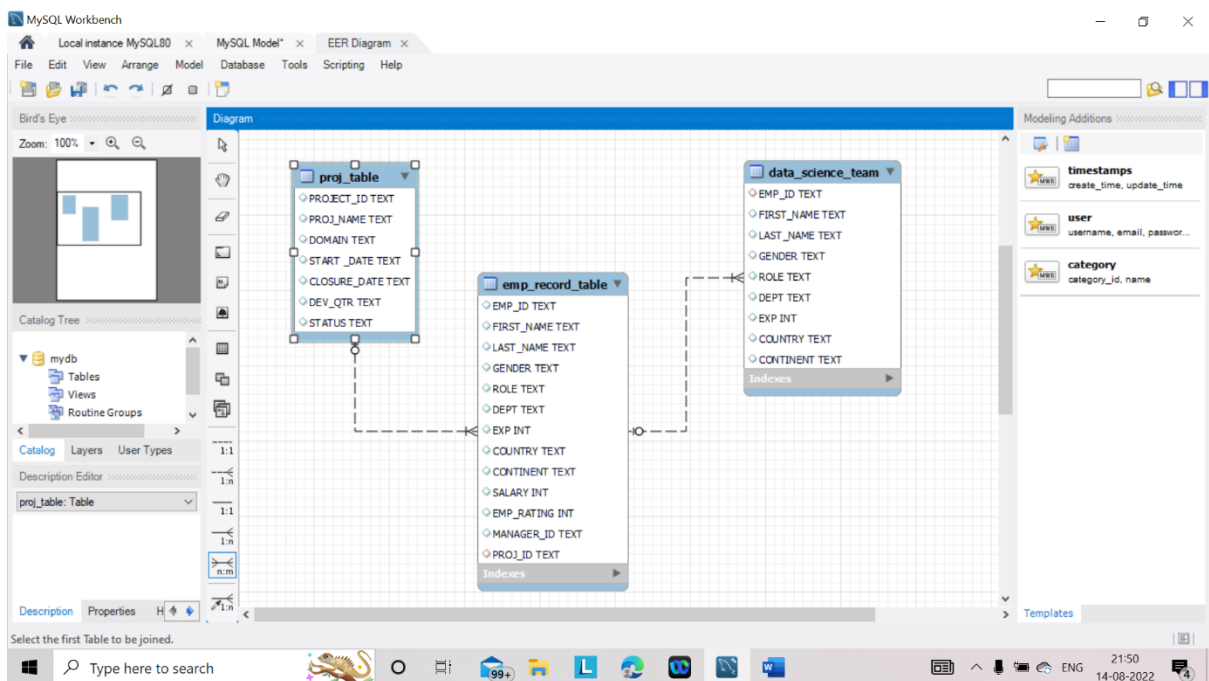 MySQL Workbench
Local instance MySQL80 × MySQL Model* × EER Diagram ×
File Edit View Arrange Model Database Tools Scripting Help
Bird's Eye
Zoom: 100%
Catalog Tree
mydb
Tables
Views
Routine Groups
Catalog Layers User Types
Description Editor
proj_table: Table
Description Properties H
Diagram
1:1
1:n
1:1
1:n
n:m
1:n
proj_table
PROJECT_ID TEXT
PROJ_NAME TEXT
DOMAIN TEXT
START _DATE TEXT
CLOSURE_DATE TEXT
DEV_QTR TEXT
STATUS TEXT
emp_record_table
EMP_ID TEXT
FIRST_NAME TEXT
LAST_NAME TEXT
GENDER TEXT
ROLE TEXT
DEPT TEXT
EXP INT
COUNTRY TEXT
CONTINENT TEXT
SALARY INT
EMP_RATING INT
MANAGER_ID TEXT
PROJ_ID TEXT
Indexes
data_science_team
EMP_ID TEXT
FIRST_NAME TEXT
LAST_NAME TEXT
GENDER TEXT
ROLE TEXT
DEPT TEXT
EXP INT
COUNTRY TEXT
CONTINENT TEXT
Indexes
Modeling Additions
timestamps
create_time, update_time
user
username, email, passwor...
category
category_id, name
Templates
Select the first Table to be joined.
Type here to search
99+
L
W
ENG
21:50
14-08-2022
4